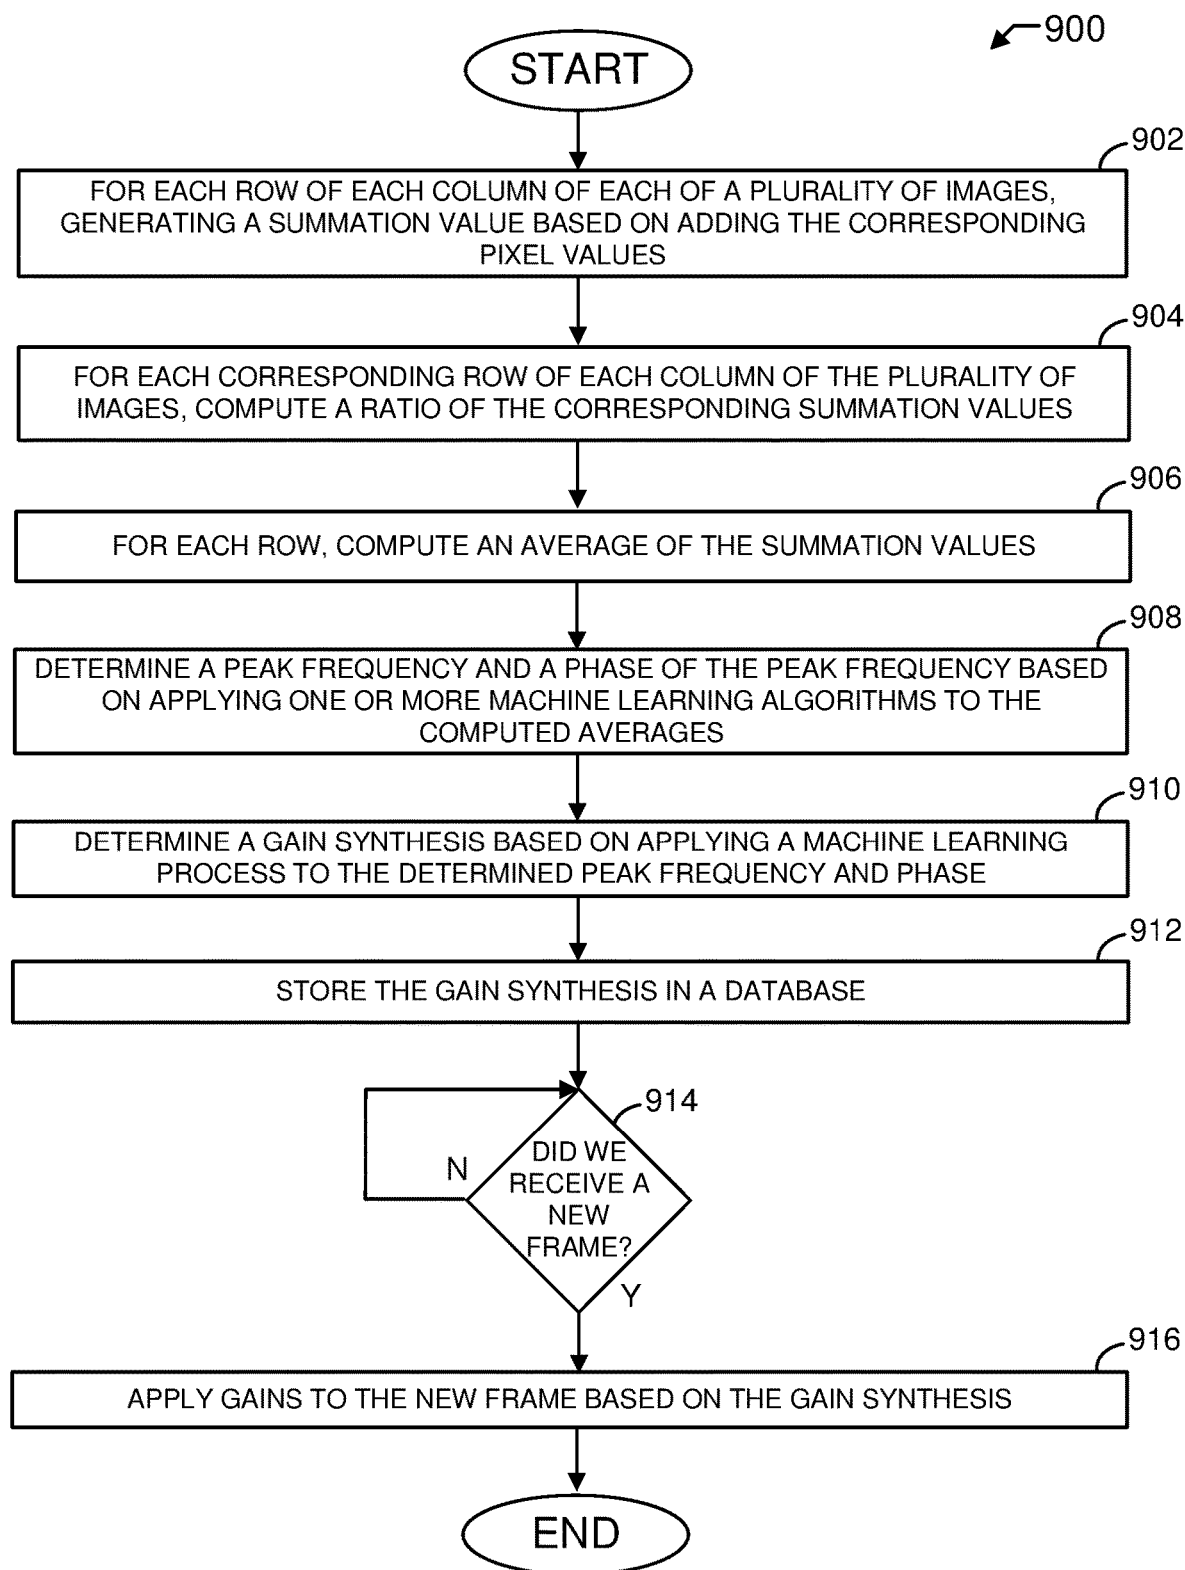 900
START
902
FOR EACH ROW OF EACH COLUMN OF EACH OF A PLURALITY OF IMAGES,
GENERATING A SUMMATION VALUE BASED ON ADDING THE CORRESPONDING
PIXEL VALUES
904
FOR EACH CORRESPONDING ROW OF EACH COLUMN OF THE PLURALITY OF
IMAGES, COMPUTE A RATIO OF THE CORRESPONDING SUMMATION VALUES
906
FOR EACH ROW, COMPUTE AN AVERAGE OF THE SUMMATION VALUES
908
DETERMINE A PEAK FREQUENCY AND A PHASE OF THE PEAK FREQUENCY BASED
ON APPLYING ONE OR MORE MACHINE LEARNING ALGORITHMS TO THE
COMPUTED AVERAGES
910
DETERMINE A GAIN SYNTHESIS BASED ON APPLYING A MACHINE LEARNING
PROCESS TO THE DETERMINED PEAK FREQUENCY AND PHASE
912
STORE THE GAIN SYNTHESIS IN A DATABASE
914
DID WE
RECEIVE A
NEW
FRAME?
N
Y
916
APPLY GAINS TO THE NEW FRAME BASED ON THE GAIN SYNTHESIS
END